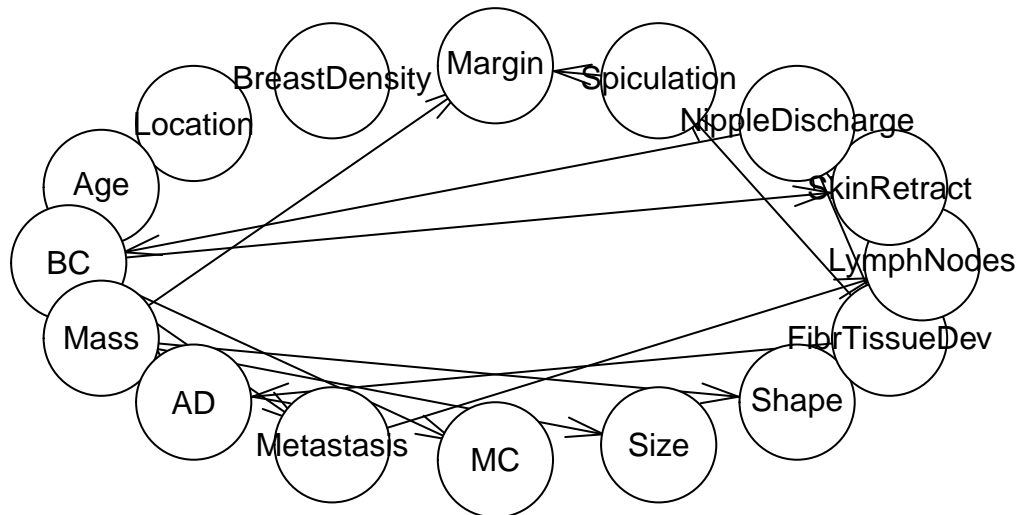 Margin
BreastDensity
Spiculation
Location
NippleDischarge
Age
SkinRetract
BC
LymphNodes
Mass
FibrTissueDev
AD
Shape
Metastasis
Size
MC